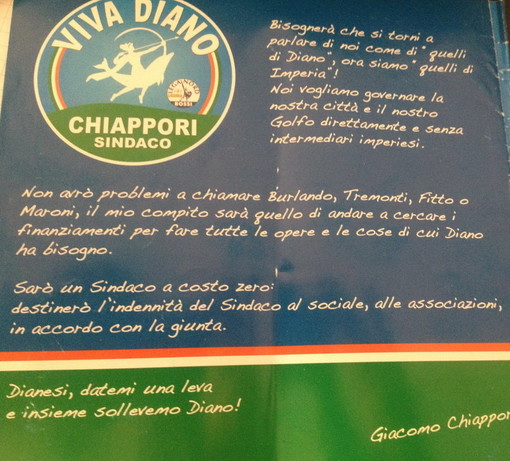 VIVA DIANO
BOSSI
CHIAPPORI
SINDACO
Bisognerà che si torni a
parlare di noi come di "quelli
di Diano", ora siamo "quelli di
Imperia"!
Noi vogliamo governare la
nostra città e il nostro
Golfo direttamente e senza
intermediari imperiesi.
Non avrò problemi a chiamare Burlando, Tremonti, Fitto o
Maroni, il mio compito sarà quello di andare a cercare i
finanziamenti per fare tutte le opere e le cose di cui Diano
ha bisogno.
Sarò un Sindaco a costo zero:
destinerò l'indennità del Sindaco al sociale, alle associazioni,
in accordo con la giunta.
Dianesi, datemi una leva
e insieme sollevemo Diano!
Giacomo Chiappor